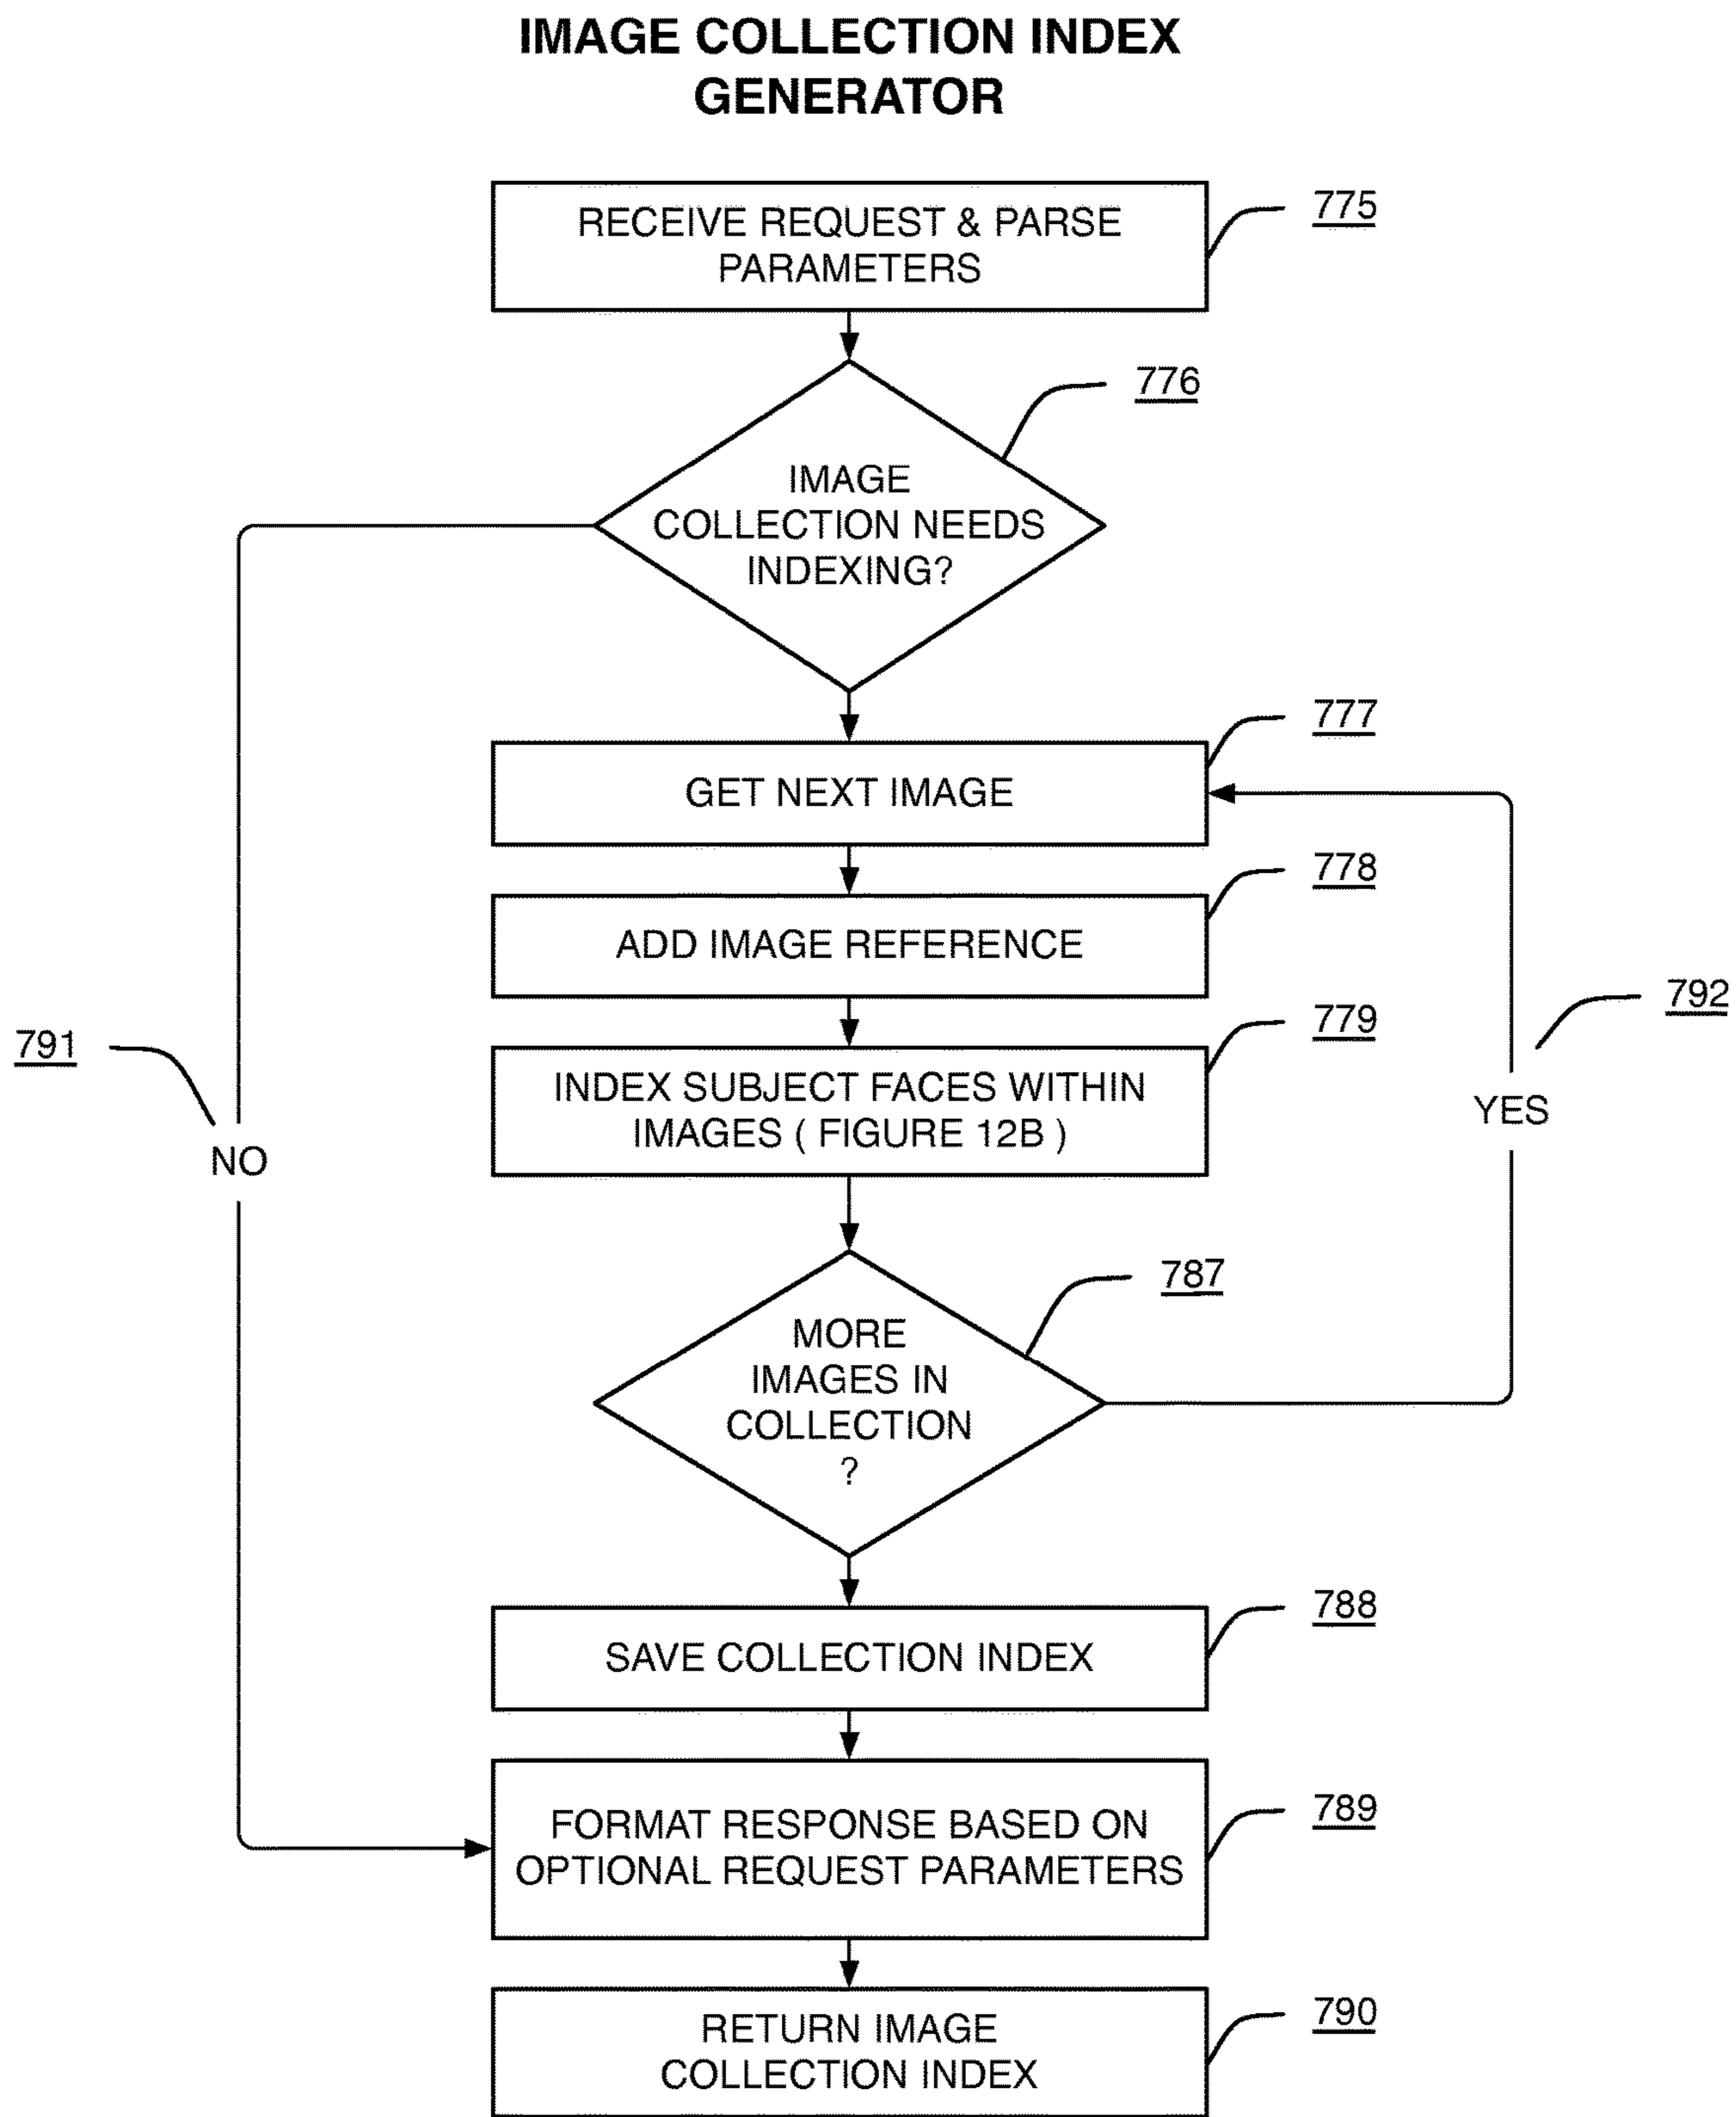 IMAGE COLLECTION INDEX
GENERATOR
RECEIVE REQUEST & PARSE
PARAMETERS
775
776
IMAGE
COLLECTION NEEDS
INDEXING?
777
GET NEXT IMAGE
778
ADD IMAGE REFERENCE
779
INDEX SUBJECT FACES WITHIN
IMAGES ( FIGURE 12B )
791
NO
792
YES
787
MORE
IMAGES IN
COLLECTION
?
788
SAVE COLLECTION INDEX
789
FORMAT RESPONSE BASED ON
OPTIONAL REQUEST PARAMETERS
790
RETURN IMAGE
COLLECTION INDEX